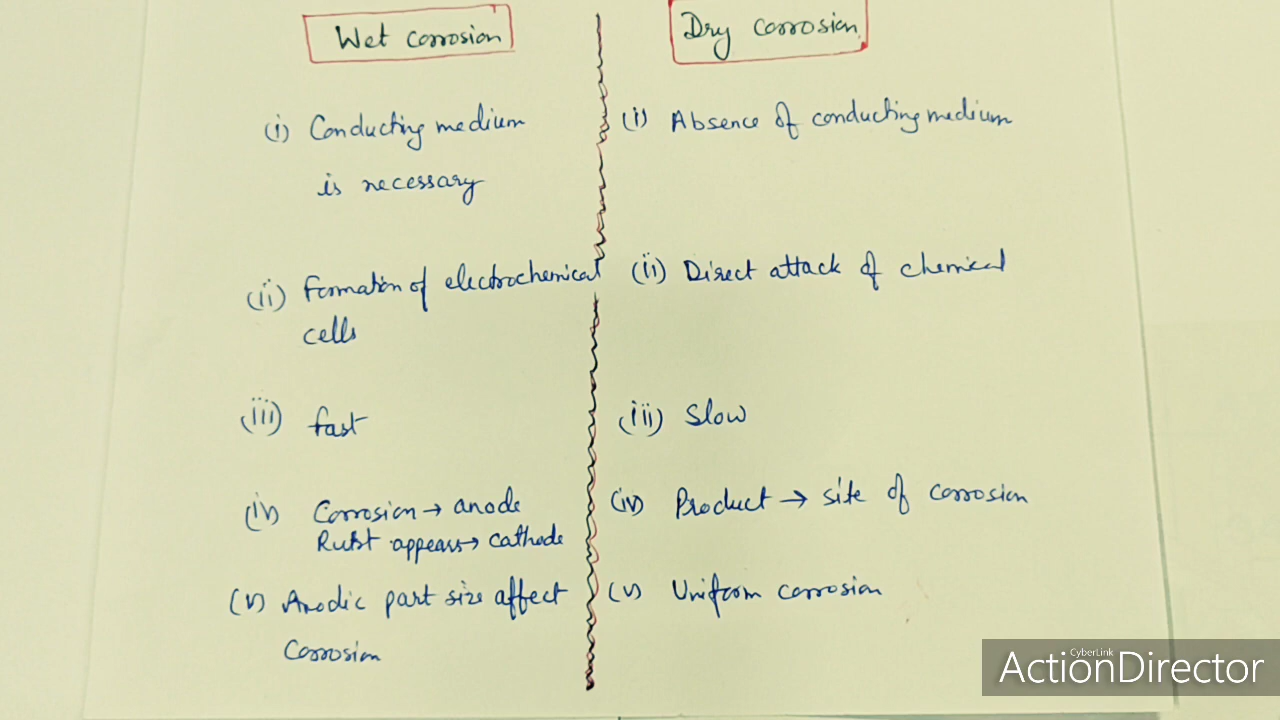 Wet corrosion
(i) Conducting medium
is necessary
(ii) Formation of electrochemical
cells
(iii) fast
(iv) Corrosion → anode
Rust appears → cathode
(v) Anodic part size affect
Corrosion
Dry corrosion
(i) Absence of conducting medium
(ii) Direct attack of chemical
(iii) Slow
(iv) Product → site of corrosion
(v) Uniform corrosion
CyberLink
ActionDirector